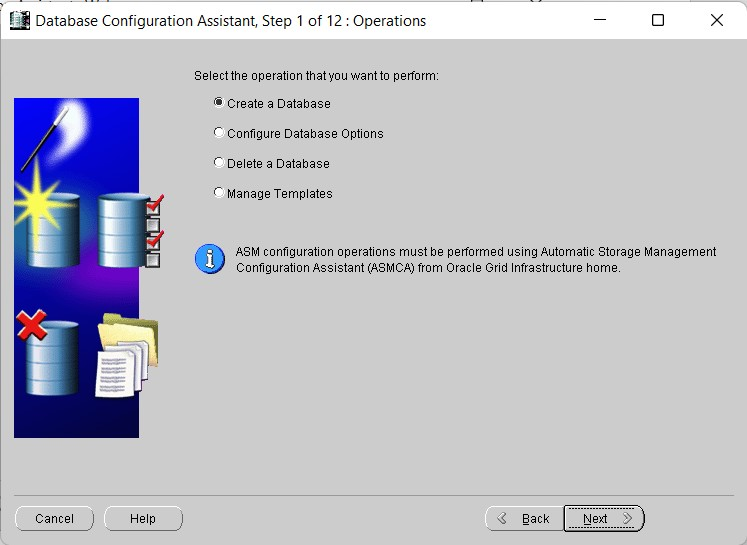 Database Configuration Assistant, Step 1 of 12 : Operations
Select the operation that you want to perform:
Create a Database
Configure Database Options
Delete a Database
Manage Templates
ASM configuration operations must be performed using Automatic Storage Management
Configuration Assistant (ASMCA) from Oracle Grid Infrastructure home.
Cancel
Help
Back
Next